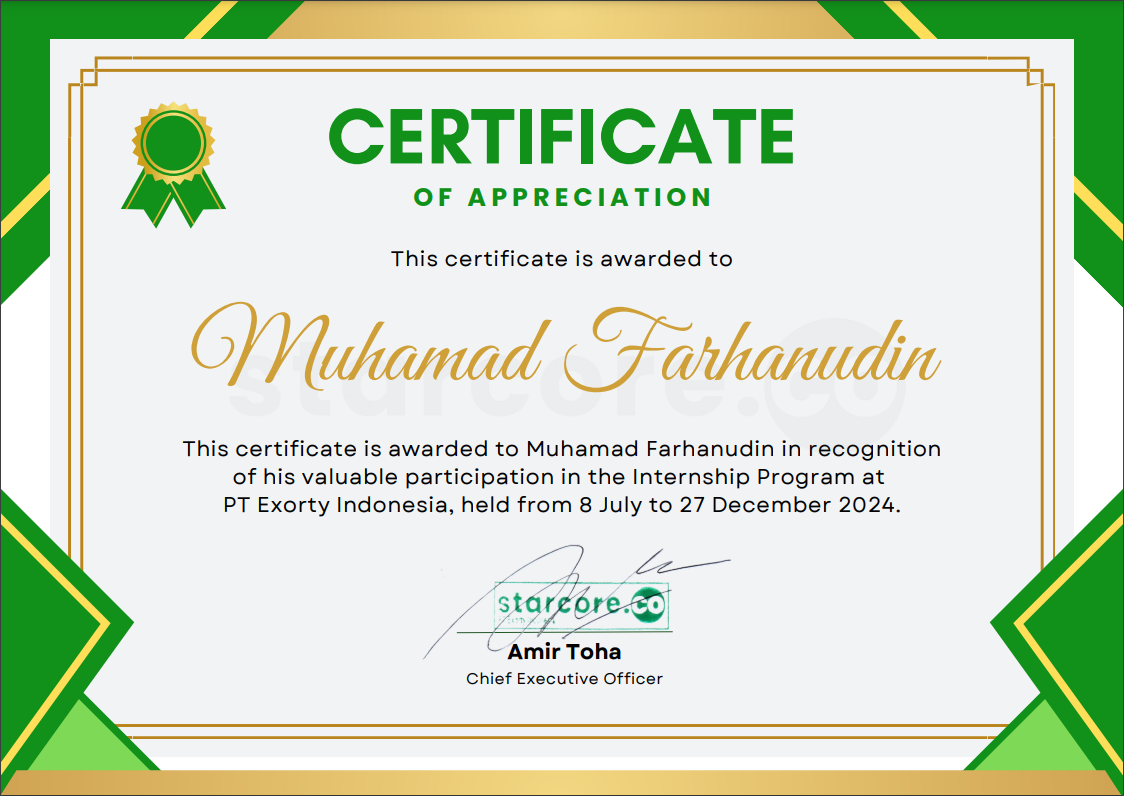 CERTIFICATE
OF APPRECIATION
This certificate is awarded to
Muhamad Farhanudin
starcore.co
This certificate is awarded to Muhamad Farhanudin in recognition
of his valuable participation in the Internship Program at
PT Exorty Indonesia, held from 8 July to 27 December 2024.
starcore.co
Amir Toha
Chief Executive Officer